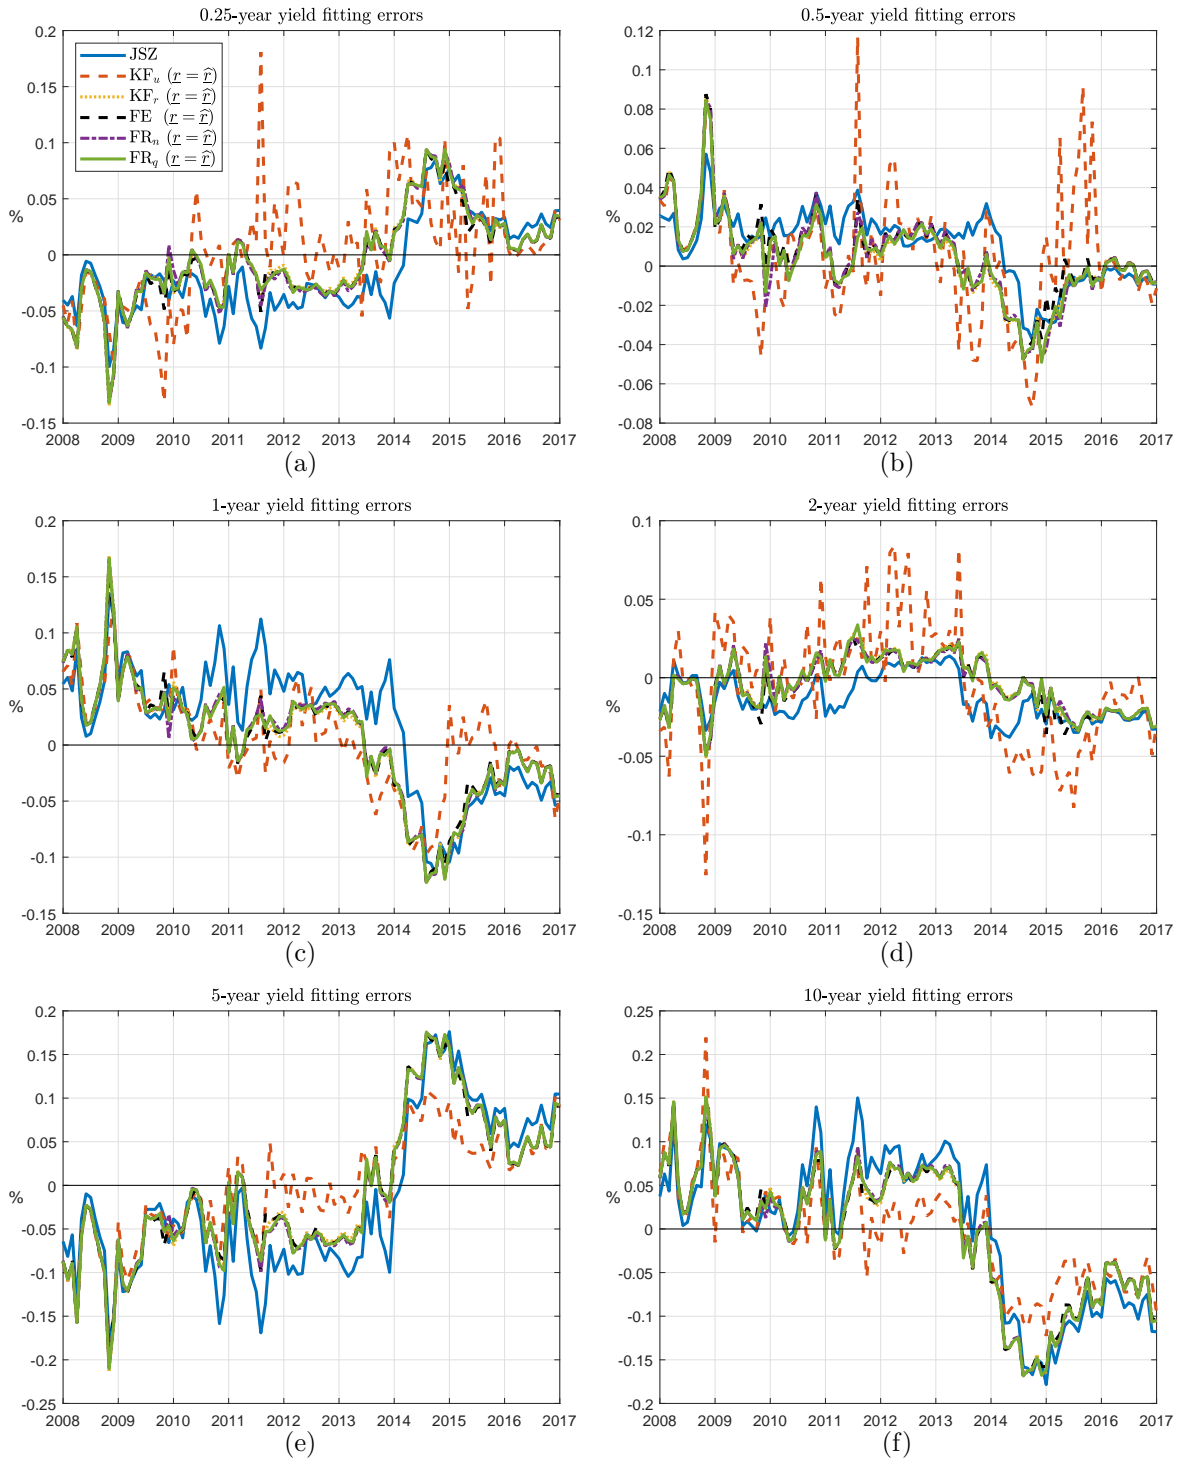 0.25-year yield fitting errors
0.2
0.15
0.1
0.05
0
-0.05
-0.1
-0.15
%
JSZ
KF_u (r = r̂)
KF_r (r = r̂)
FE (r = r̂)
FR_n (r = r̂)
FR_q (r = r̂)
2008 2009 2010 2011 2012 2013 2014 2015 2016 2017
(a)
0.5-year yield fitting errors
0.12
0.1
0.08
0.06
0.04
0.02
0
-0.02
-0.04
-0.06
-0.08
%
2008 2009 2010 2011 2012 2013 2014 2015 2016 2017
(b)
1-year yield fitting errors
0.2
0.15
0.1
0.05
0
-0.05
-0.1
-0.15
%
2008 2009 2010 2011 2012 2013 2014 2015 2016 2017
(c)
2-year yield fitting errors
0.1
0.05
0
-0.05
-0.1
-0.15
%
2008 2009 2010 2011 2012 2013 2014 2015 2016 2017
(d)
5-year yield fitting errors
0.2
0.15
0.1
0.05
0
-0.05
-0.1
-0.15
-0.2
-0.25
%
2008 2009 2010 2011 2012 2013 2014 2015 2016 2017
(e)
10-year yield fitting errors
0.25
0.2
0.15
0.1
0.05
0
-0.05
-0.1
-0.15
-0.2
%
2008 2009 2010 2011 2012 2013 2014 2015 2016 2017
(f)